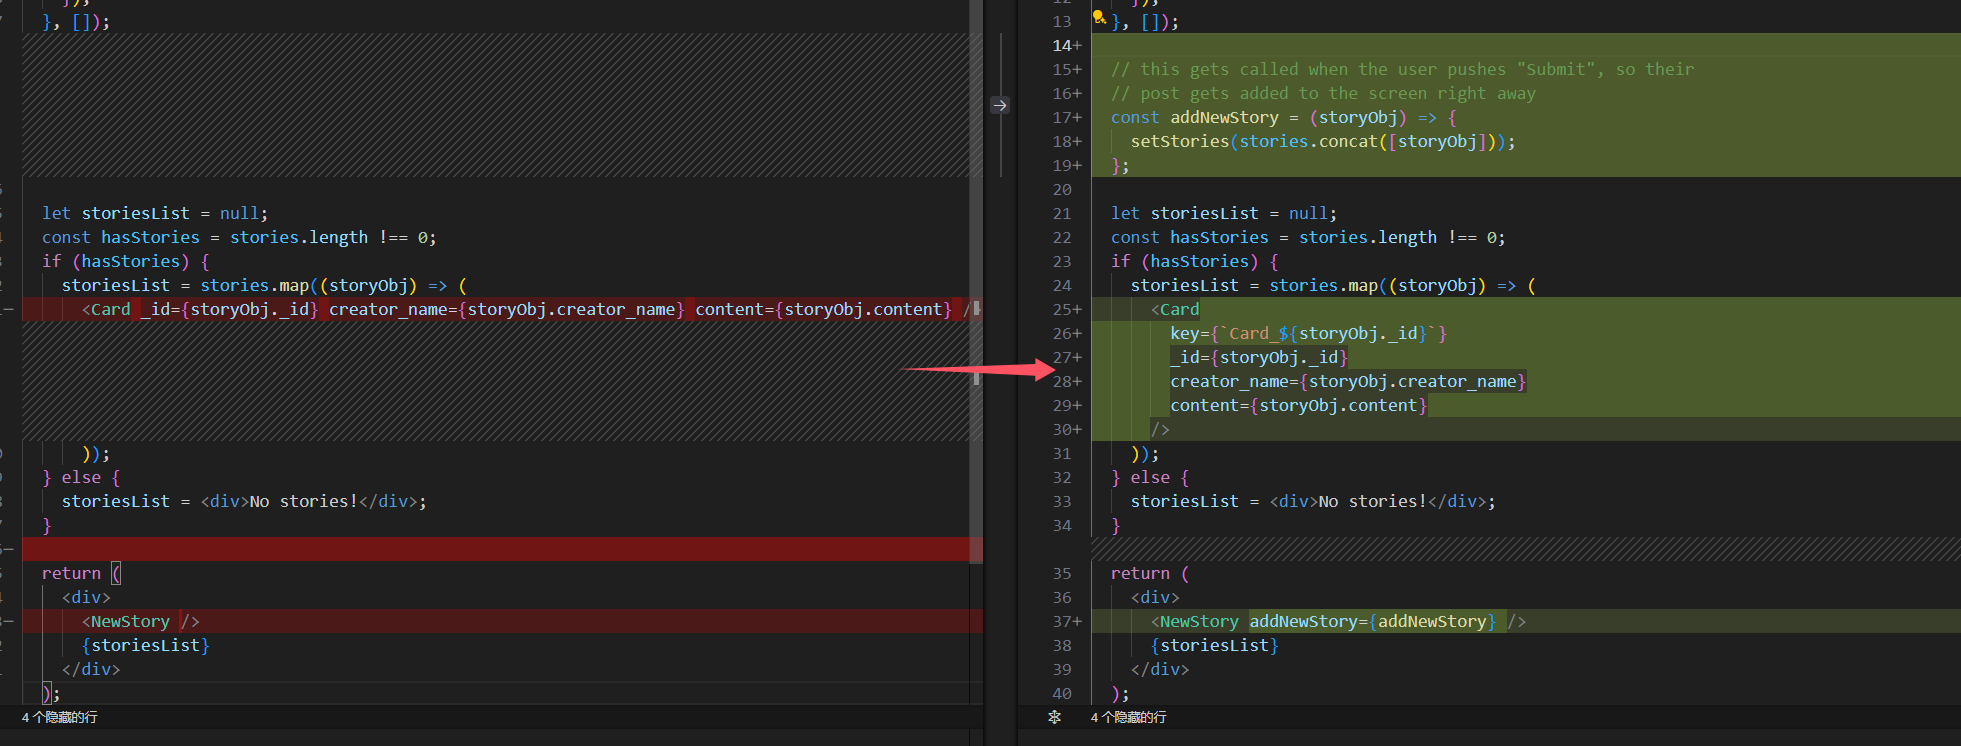 });
}, []);
let storiesList = null;
const hasStories = stories.length !== 0;
if (hasStories) {
storiesList = stories.map((storyObj) => (
<Card _id={storyObj._id} creator_name={storyObj.creator_name} content={storyObj.content} /
));
} else {
storiesList = <div>No stories!</div>;
}
return (
<div>
<NewStory />
{storiesList}
</div>
);
4 个隐藏的行
12 });
13 }, []);
14+
15+ // this gets called when the user pushes "Submit", so their
16+ // post gets added to the screen right away
17+ const addNewStory = (storyObj) => {
18+ setStories(stories.concat([storyObj]));
19+ };
20
21 let storiesList = null;
22 const hasStories = stories.length !== 0;
23 if (hasStories) {
24 storiesList = stories.map((storyObj) => (
25+ <Card
26+ key={`Card_${storyObj._id}`}
27+ _id={storyObj._id}
28+ creator_name={storyObj.creator_name}
29+ content={storyObj.content}
30+ />
31 ));
32 } else {
33 storiesList = <div>No stories!</div>;
34 }
35 return (
36 <div>
37+ <NewStory addNewStory={addNewStory} />
38 {storiesList}
39 </div>
40 );
4 个隐藏的行